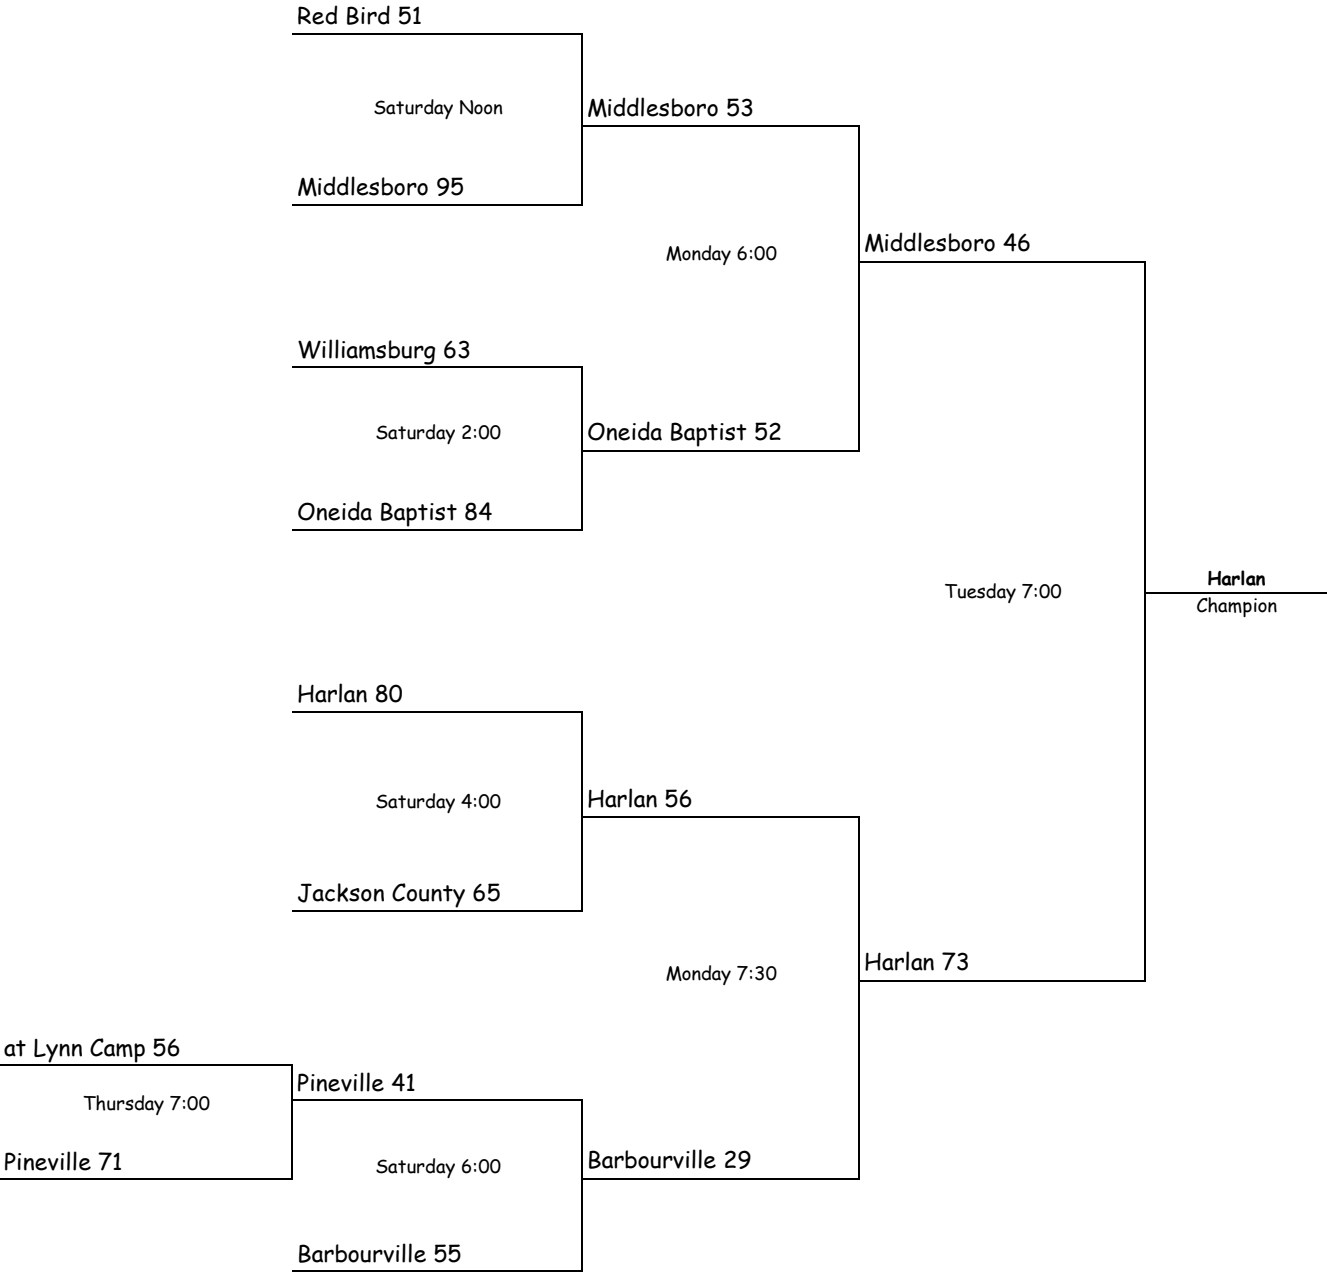 Red Bird 51
Saturday Noon
Middlesboro 53
Middlesboro 95
Monday 6:00
Middlesboro 46
Williamsburg 63
Saturday 2:00
Oneida Baptist 52
Oneida Baptist 84
Tuesday 7:00
Harlan
Champion
Harlan 80
Saturday 4:00
Harlan 56
Jackson County 65
Monday 7:30
Harlan 73
at Lynn Camp 56
Thursday 7:00
Pineville 41
Pineville 71
Saturday 6:00
Barbourville 29
Barbourville 55